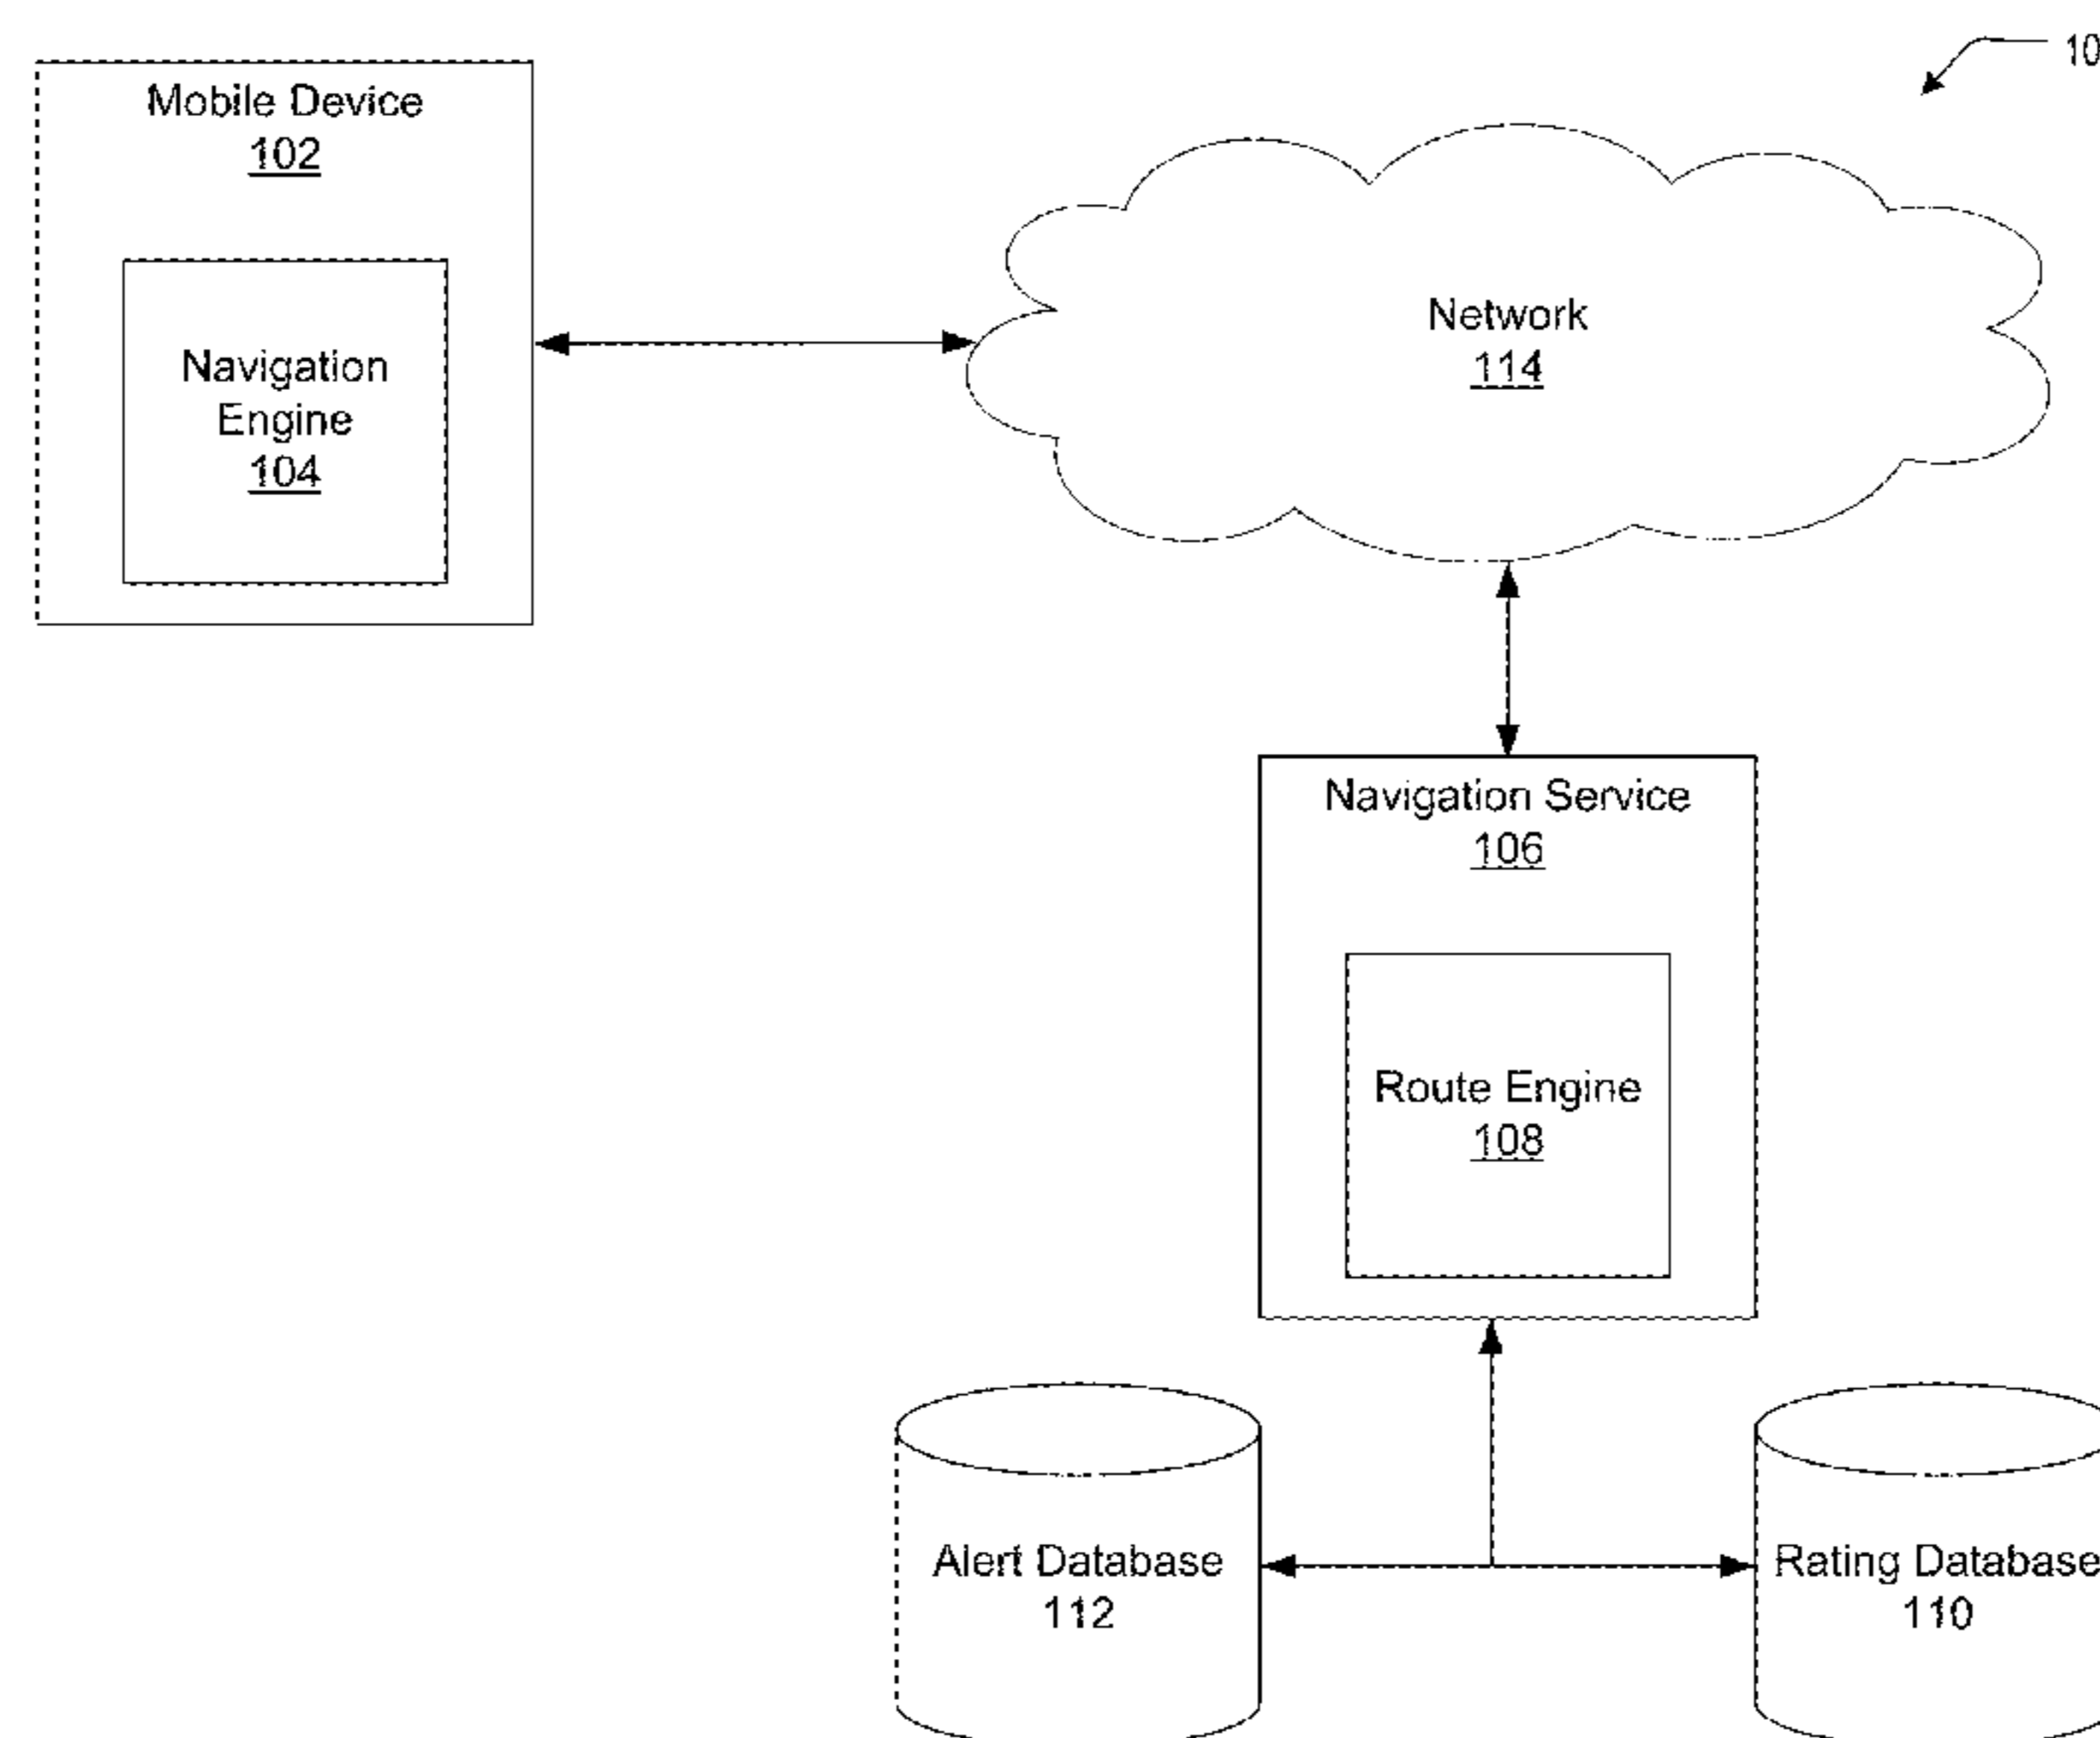 10
Mobile Device
102
Navigation
Engine
104
Network
114
Navigation Service
106
Route Engine
108
Alert Database
112
Rating Database
110